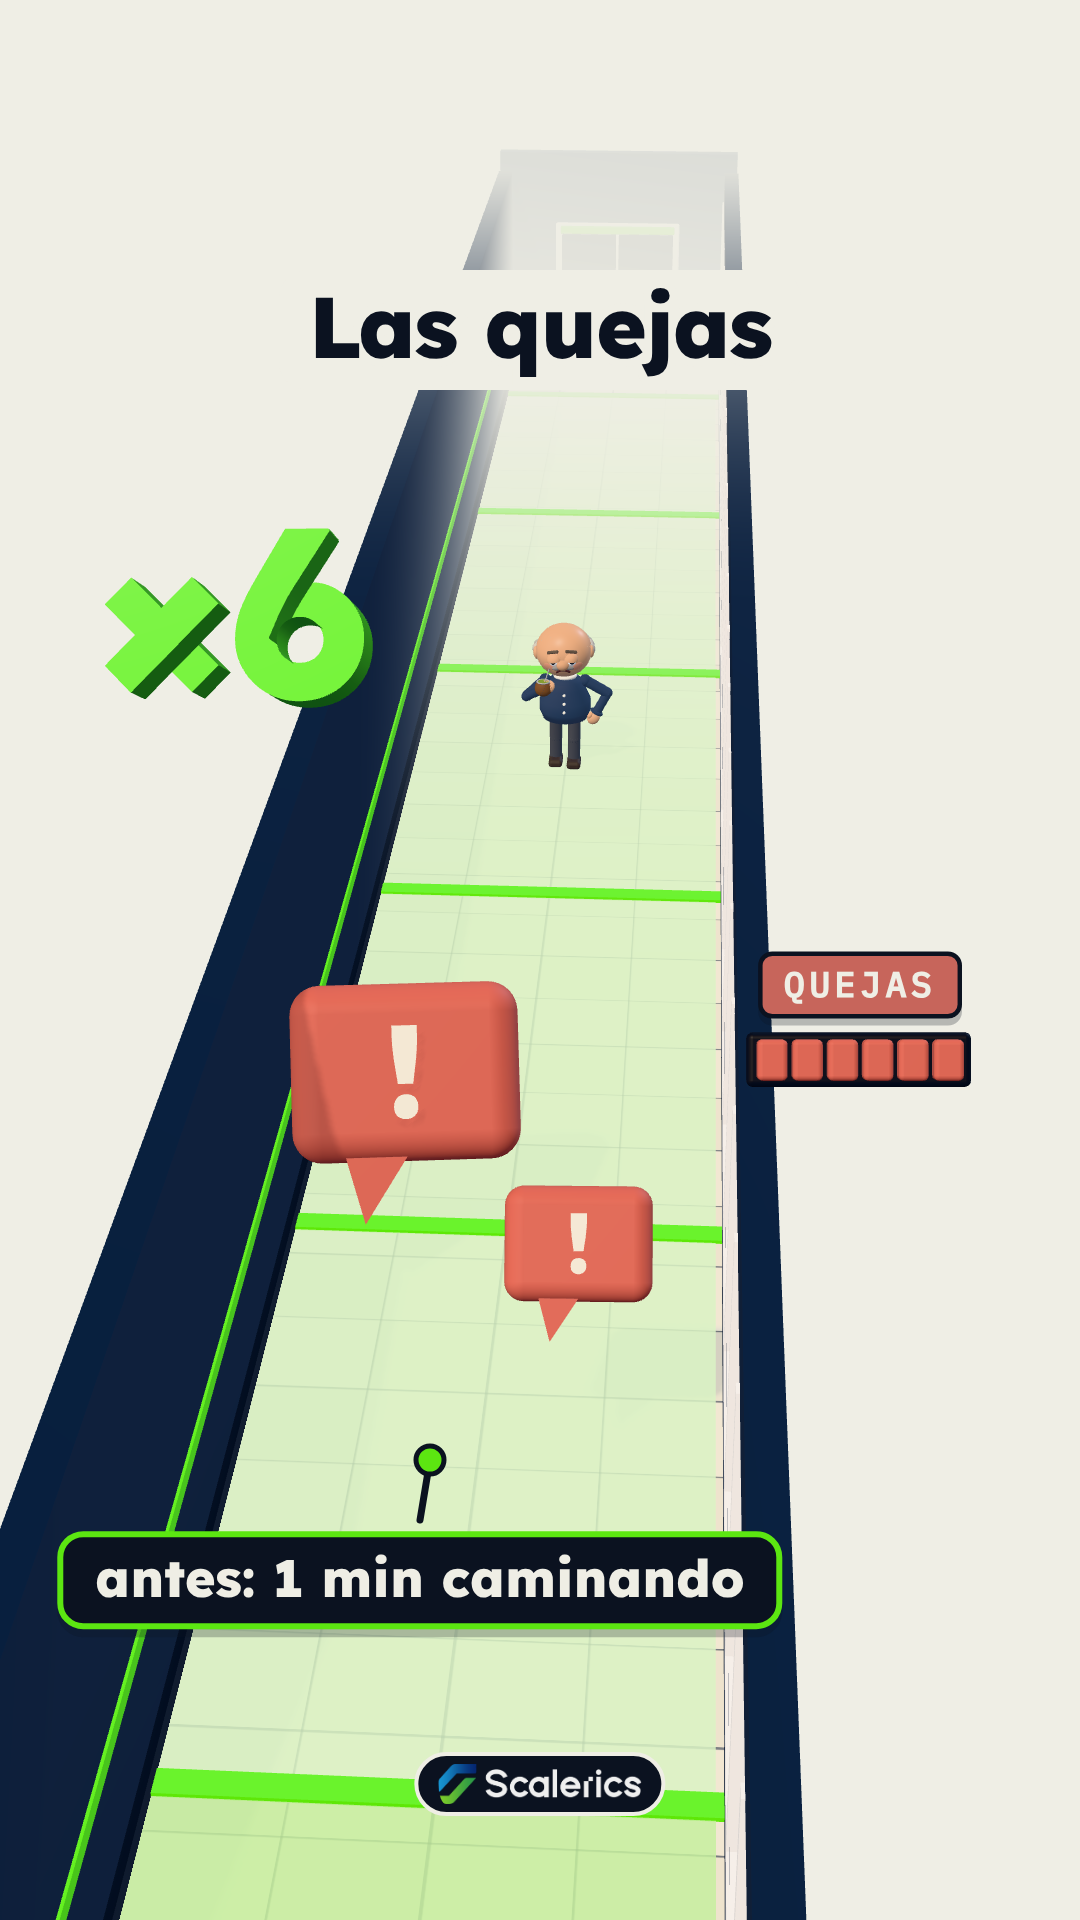 Las quejas
x6
QUEJAS
!
!
antes: 1 min caminando
Scalerics